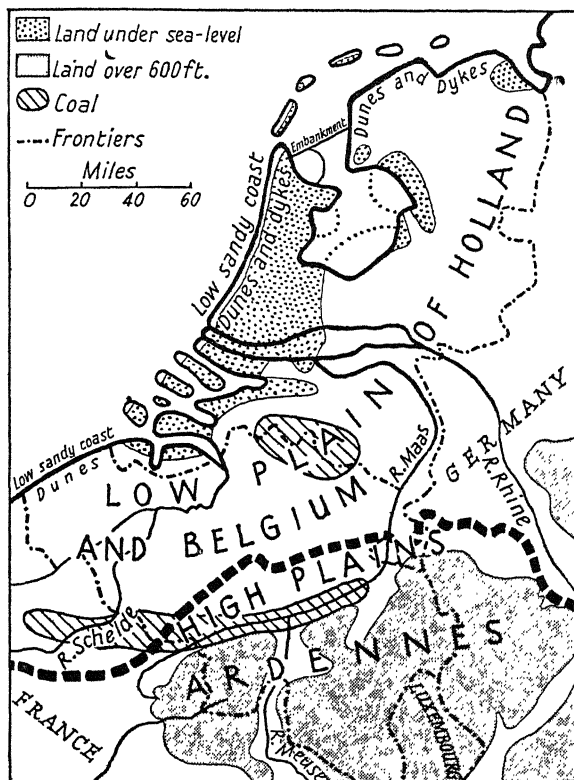 Land under sea-level
Land over 600ft.
Coal
Frontiers
Miles
0 20 40 60
Dunes and Dykes
Embankment
Low sandy coast
Dunes and dykes
LOW PLAIN OF HOLLAND
AND BELGIUM
Low sandy coast
Dunes
R.Maas
GERMANY
R.Rhine
HIGH PLAINS
R.Schelde
ARDENNES
FRANCE
R.Meuse
LUXEMBOURG